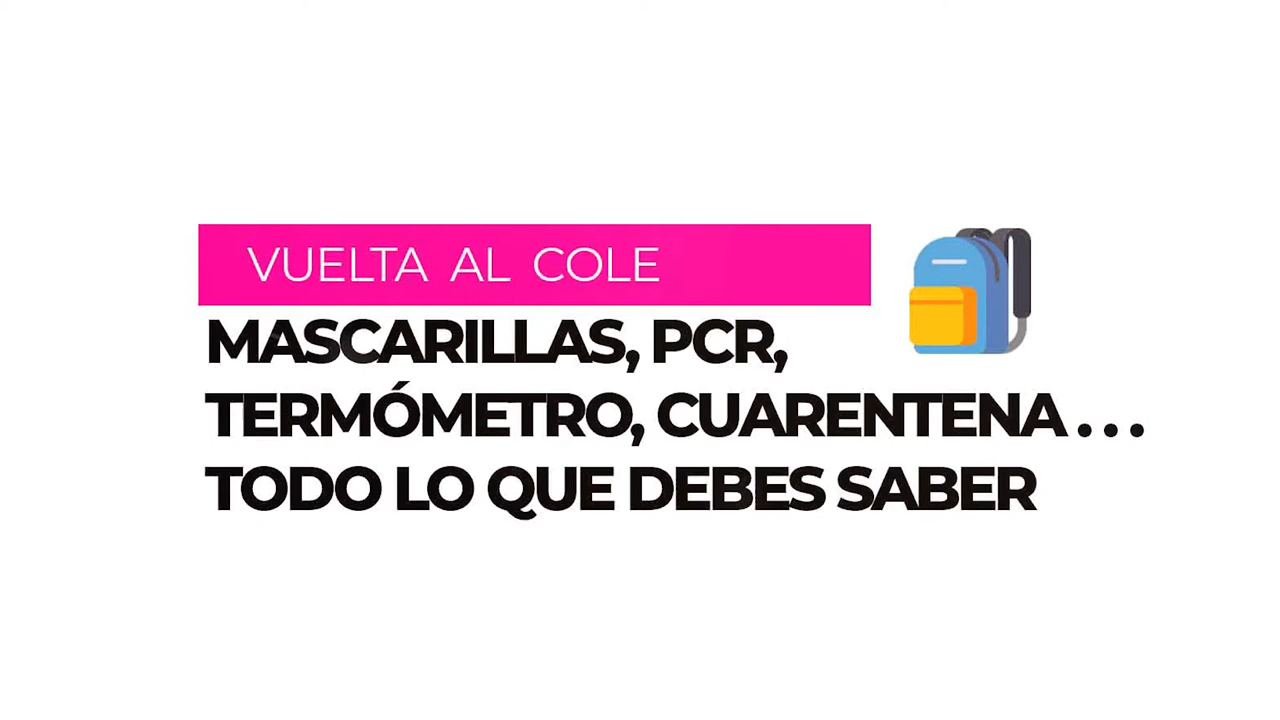 VUELTA AL COLE
MASCARILLAS, PCR,
TERMÓMETRO, CUARENTENA...
TODO LO QUE DEBES SABER